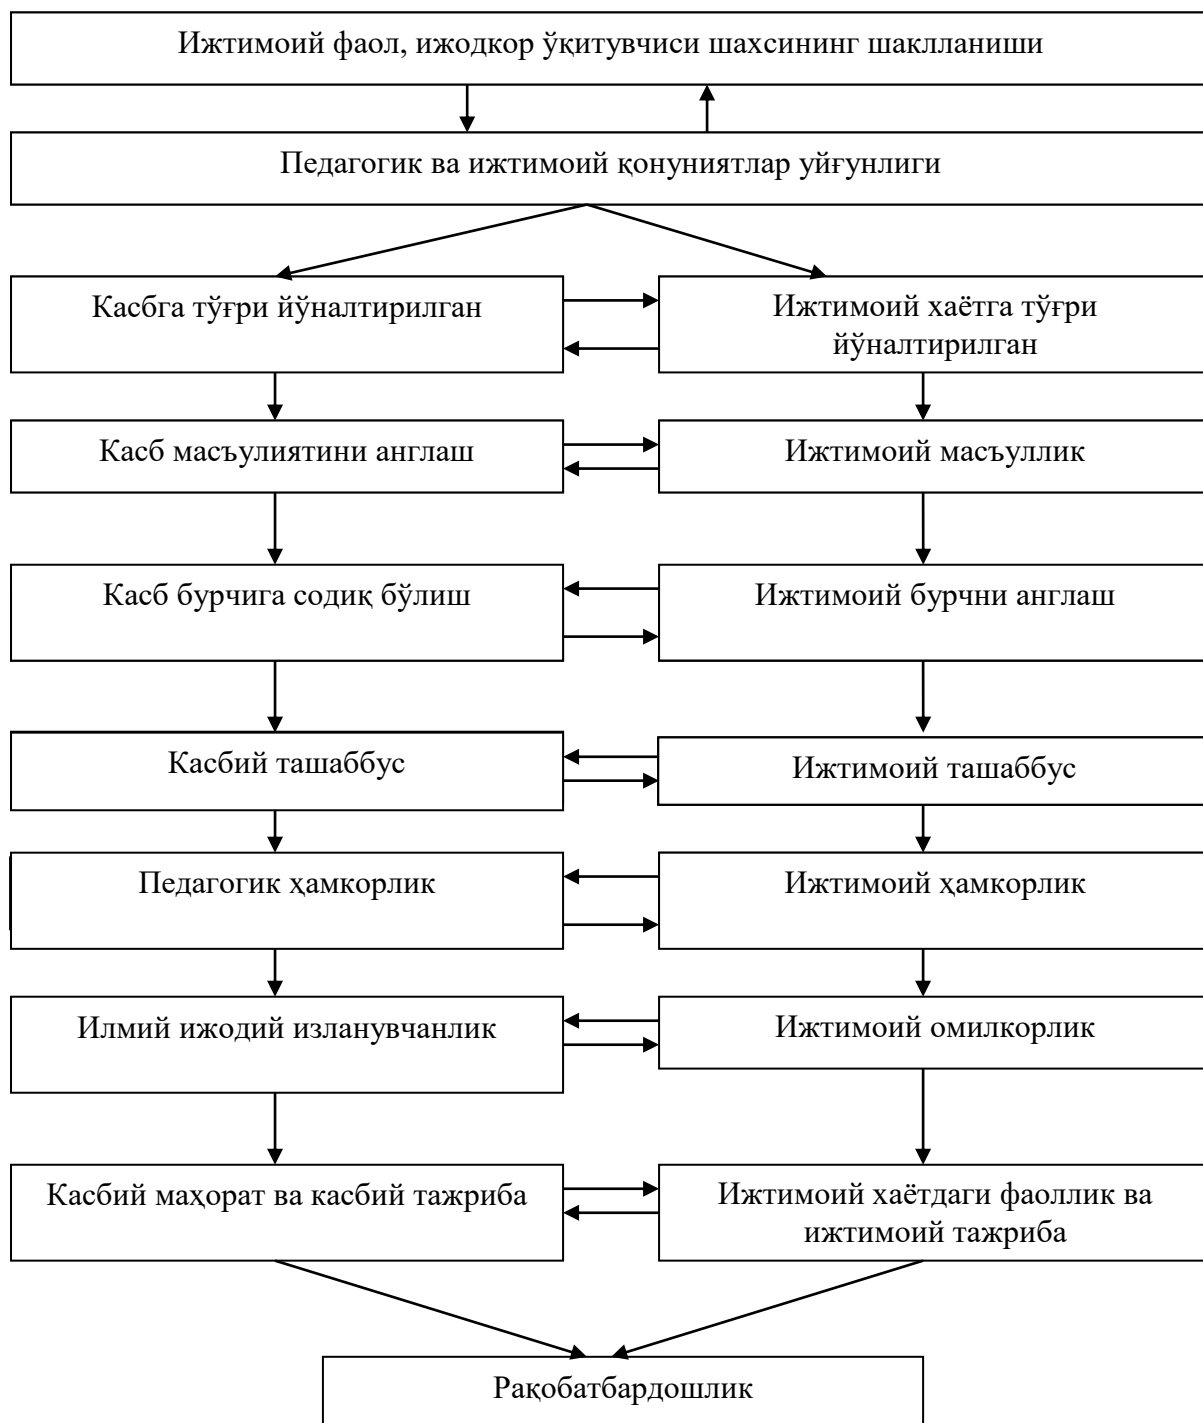 Ижтимоий фаол, ижодкор ўқитувчиси шахсининг шаклланиши
Педагогик ва ижтимоий қонуниятлар уйғунлиги
Касбга тўғри йўналтирилган
Ижтимоий хаётга тўғри
йўналтирилган
Касб масъулиятини англаш
Ижтимоий масъуллик
Касб бурчига содиқ бўлиш
Ижтимоий бурчни англаш
Касбий ташаббус
Ижтимоий ташаббус
Педагогик ҳамкорлик
Ижтимоий ҳамкорлик
Илмий ижодий изланувчанлик
Ижтимоий омилкорлик
Касбий маҳорат ва касбий тажриба
Ижтимоий хаётдаги фаоллик ва
ижтимоий тажриба
Рақобатбардошлик